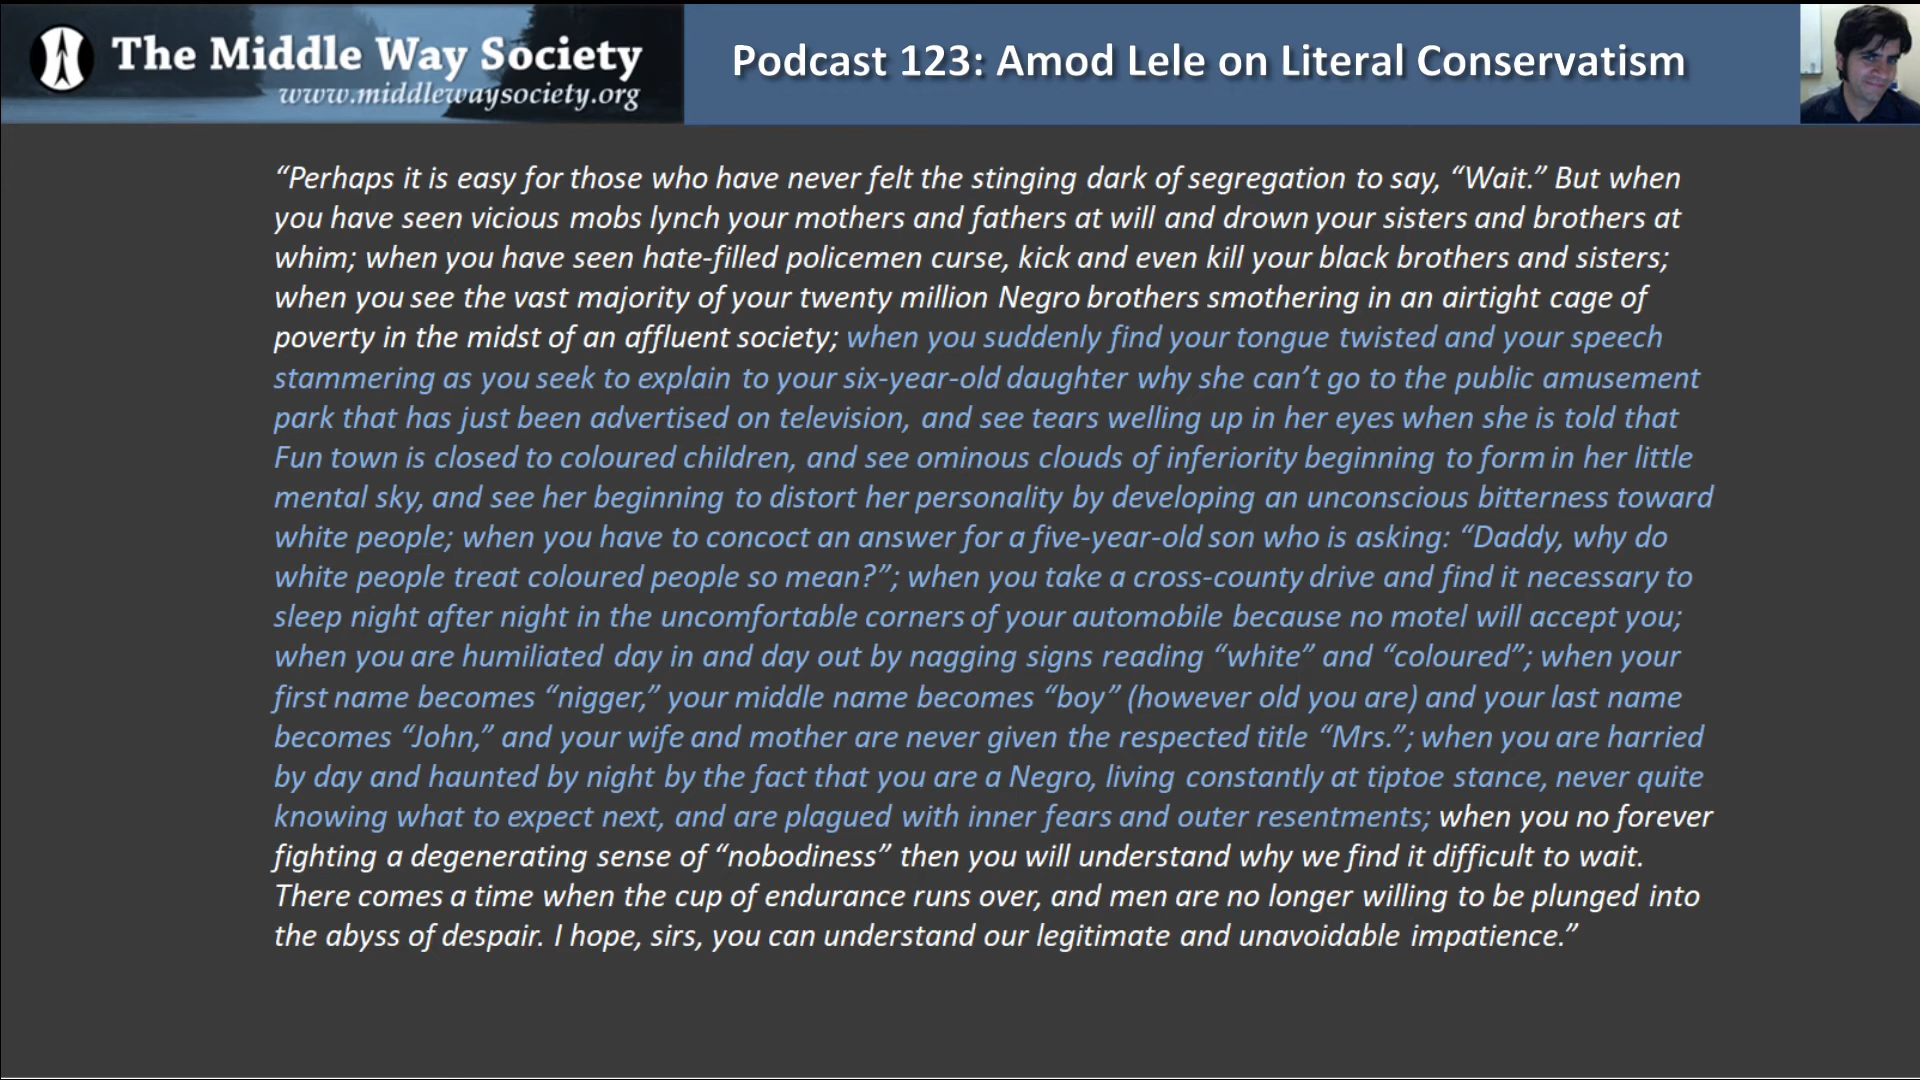 The Middle Way Society
www.middlewaysociety.org
Podcast 123: Amod Lele on Literal Conservatism
“Perhaps it is easy for those who have never felt the stinging dark of segregation to say, “Wait.” But when
you have seen vicious mobs lynch your mothers and fathers at will and drown your sisters and brothers at
whim; when you have seen hate-filled policemen curse, kick and even kill your black brothers and sisters;
when you see the vast majority of your twenty million Negro brothers smothering in an airtight cage of
poverty in the midst of an affluent society; when you suddenly find your tongue twisted and your speech
stammering as you seek to explain to your six-year-old daughter why she can’t go to the public amusement
park that has just been advertised on television, and see tears welling up in her eyes when she is told that
Fun town is closed to coloured children, and see ominous clouds of inferiority beginning to form in her little
mental sky, and see her beginning to distort her personality by developing an unconscious bitterness toward
white people; when you have to concoct an answer for a five-year-old son who is asking: “Daddy, why do
white people treat coloured people so mean?”; when you take a cross-county drive and find it necessary to
sleep night after night in the uncomfortable corners of your automobile because no motel will accept you;
when you are humiliated day in and day out by nagging signs reading “white” and “coloured”; when your
first name becomes “nigger,” your middle name becomes “boy” (however old you are) and your last name
becomes “John,” and your wife and mother are never given the respected title “Mrs.”; when you are harried
by day and haunted by night by the fact that you are a Negro, living constantly at tiptoe stance, never quite
knowing what to expect next, and are plagued with inner fears and outer resentments; when you no forever
fighting a degenerating sense of “nobodiness” then you will understand why we find it difficult to wait.
There comes a time when the cup of endurance runs over, and men are no longer willing to be plunged into
the abyss of despair. I hope, sirs, you can understand our legitimate and unavoidable impatience.”